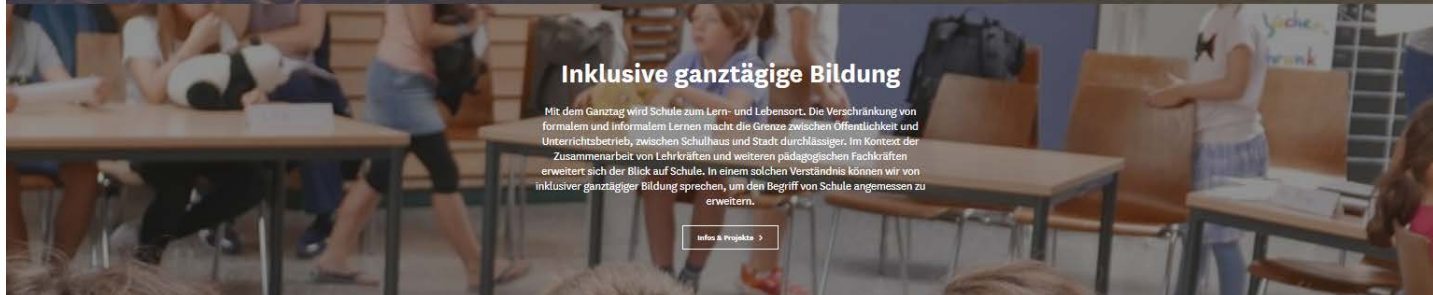 Inklusive ganztägige Bildung
Mit dem Ganztag wird Schule zum Lern- und Lebensort. Die Verschränkung von
formalem und informalem Lernen macht die Grenze zwischen Öffentlichkeit und
Unterrichtsbetrieb, zwischen Schulhaus und Stadt durchlässiger. Im Kontext der
Zusammenarbeit von Lehrkräften und weiteren pädagogischen Fachkräften
erweitert sich der Blick auf Schule. In einem solchen Verständnis können wir von
inklusiver ganztägiger Bildung sprechen, um den Begriff von Schule angemessen zu
erweitern.
Infos & Projekte >